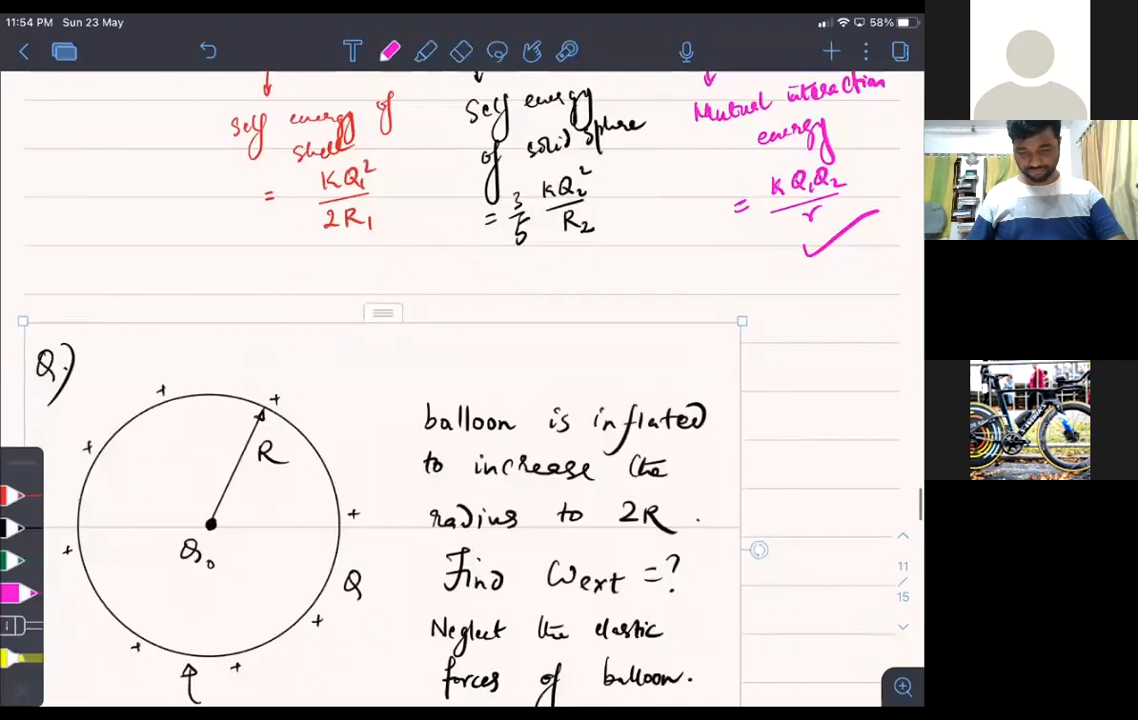 11:54 PM Sun 23 May
58%
Self energy of
shell
= KQ₁²
2R₁
Self energy
of solid sphere
= 3 KQ₂²
5 R₂
Mutual interaction
energy
= KQ₁Q₂
r
Q.)
R
Q₀
Q
balloon is inflated
to increase the
radius to 2R.
Find Wext =?
Neglect the elastic
forces of balloon.
11
/
15